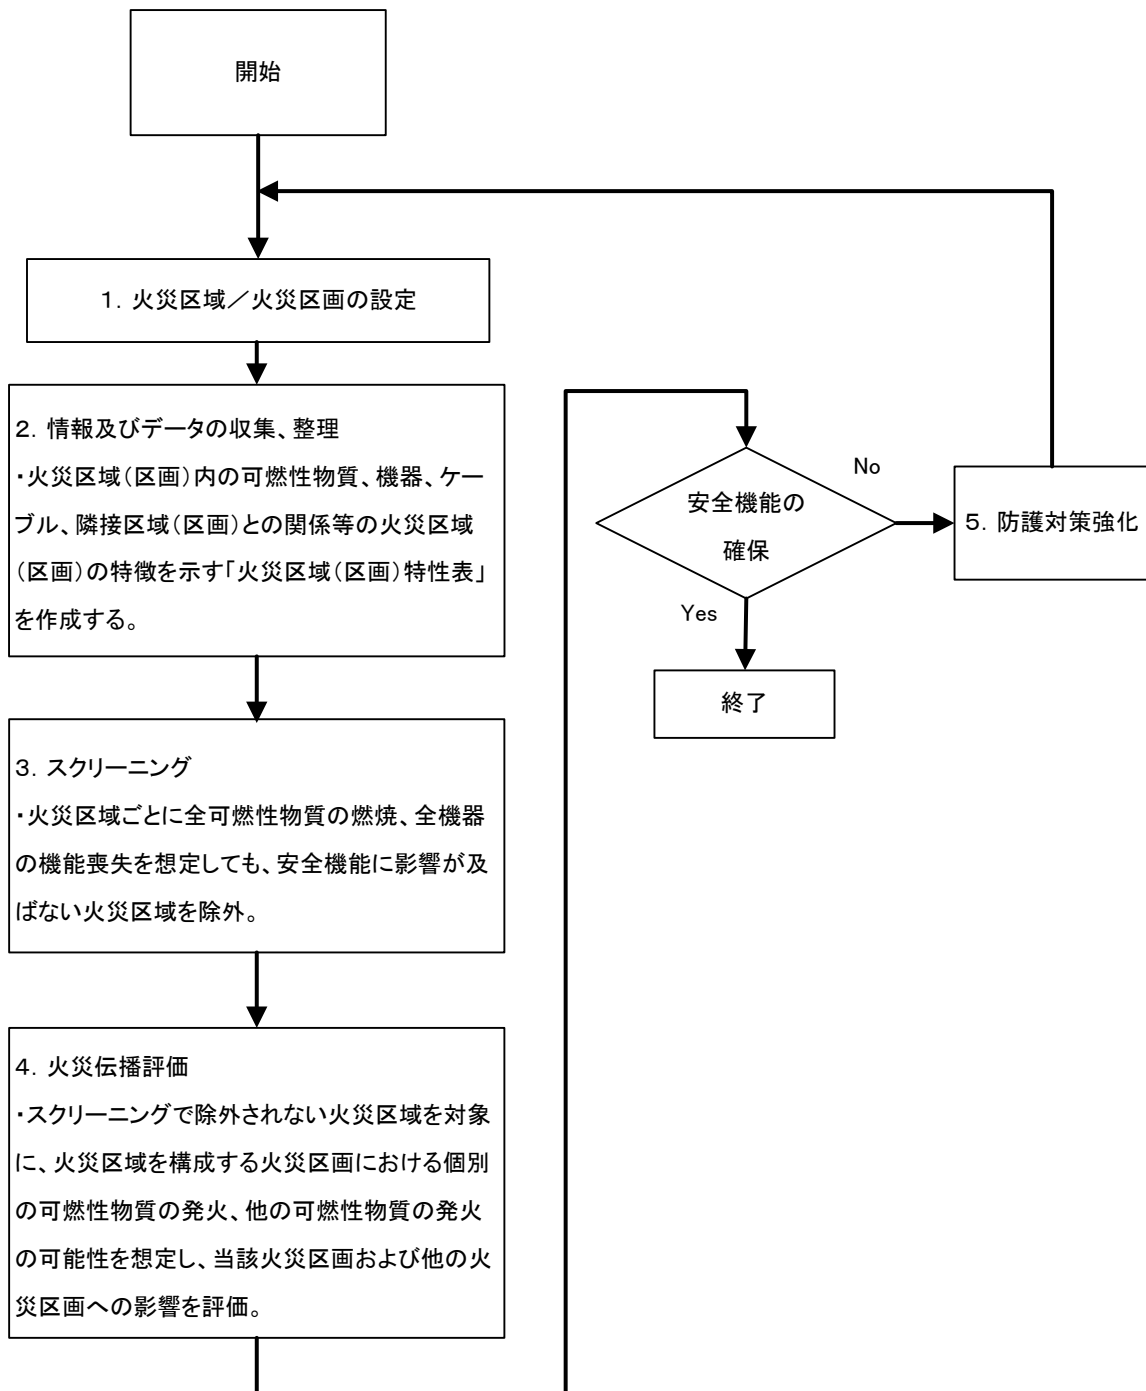 開始
1. 火災区域／火災区画の設定
2. 情報及びデータの収集、整理
・火災区域(区画)内の可燃性物質、機器、ケー
ブル、隣接区域(区画)との関係等の火災区域
(区画)の特徴を示す「火災区域(区画)特性表」
を作成する。
3. スクリーニング
・火災区域ごとに全可燃性物質の燃焼、全機器
の機能喪失を想定しても、安全機能に影響が及
ばない火災区域を除外。
4. 火災伝播評価
・スクリーニングで除外されない火災区域を対象
に、火災区域を構成する火災区画における個別
の可燃性物質の発火、他の可燃性物質の発火
の可能性を想定し、当該火災区画および他の火
災区画への影響を評価。
安全機能の
確保
No
5. 防護対策強化
Yes
終了